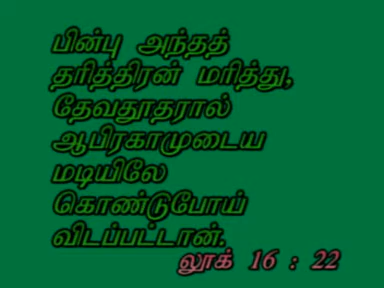 பின்பு அந்தத்
தரித்திரன் மரித்து,
தேவதூதரால்
ஆபிரகாமுடைய
மடியிலே
கொண்டுபோய்
விடப்பட்டான்.
லூக் 16 : 22